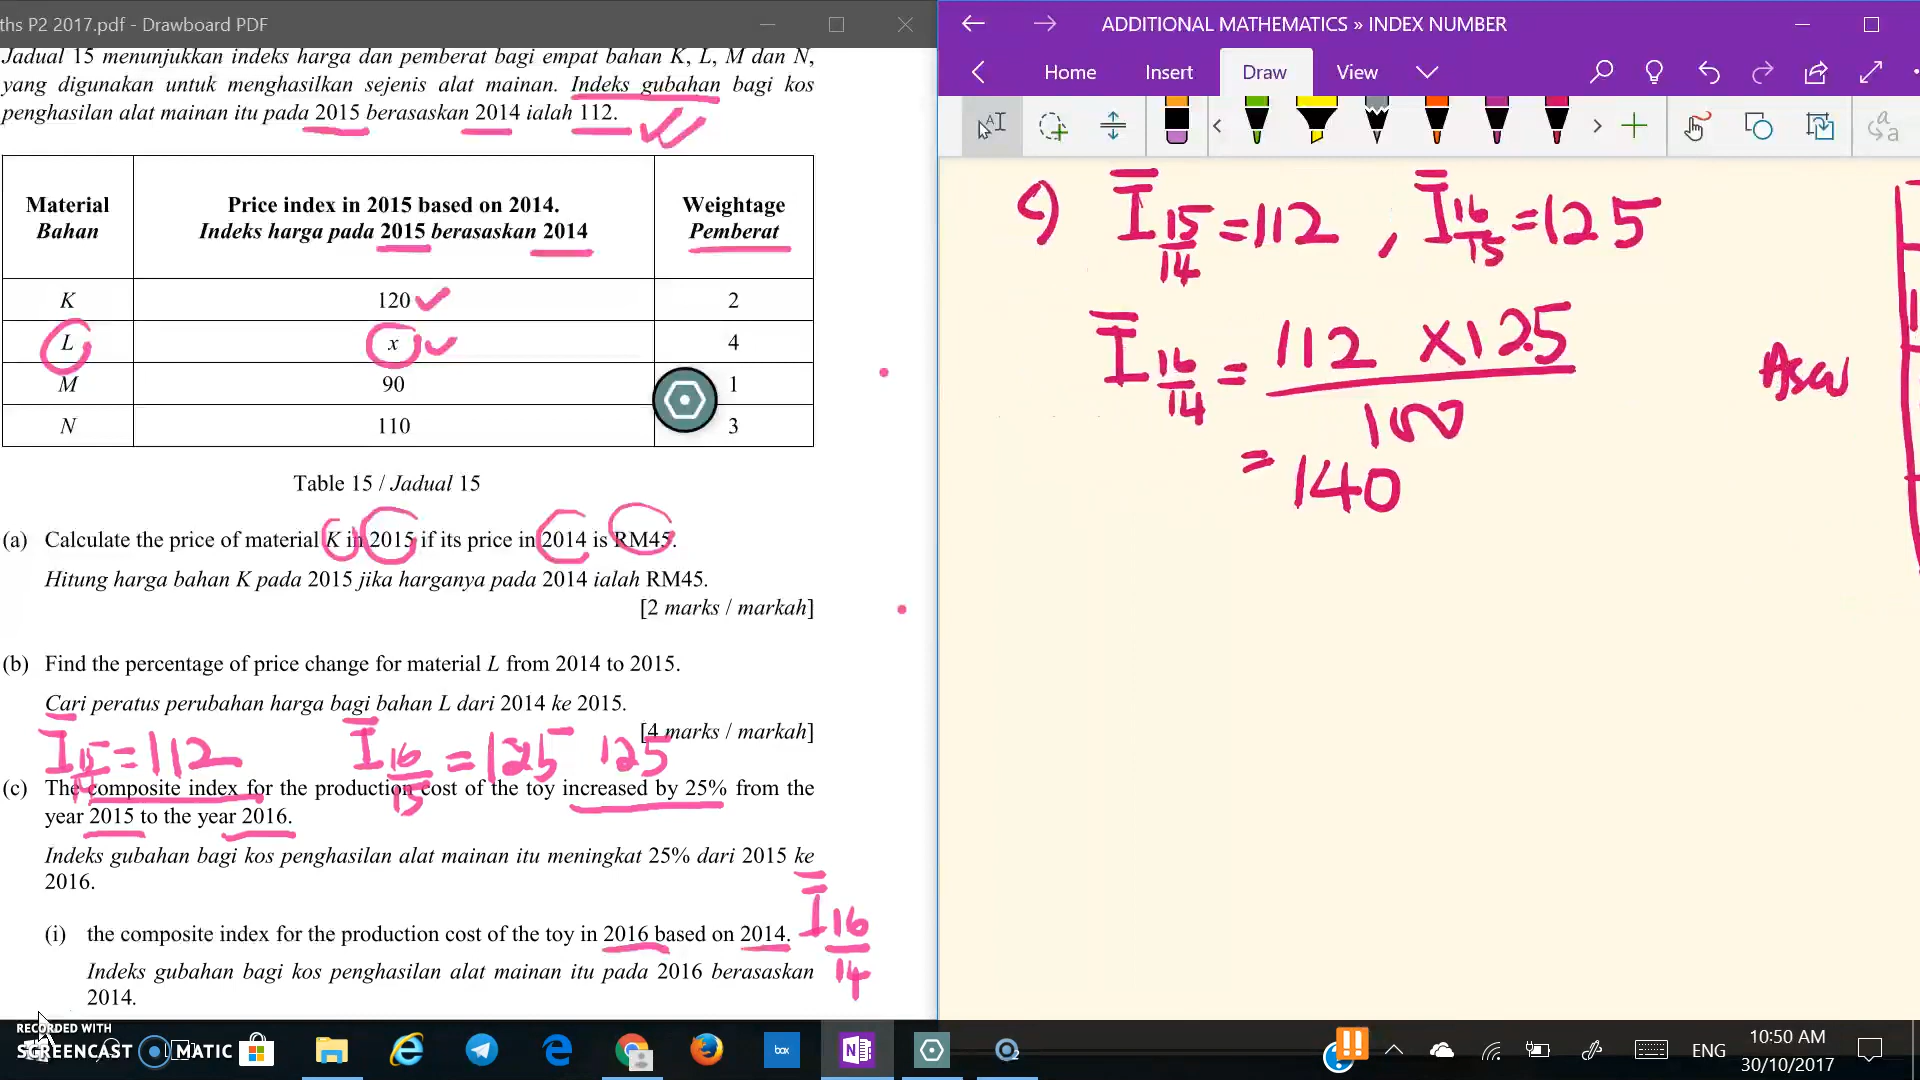 ths P2 2017.pdf - Drawboard PDF
Jadual 15 menunjukkan indeks harga dan pemberat bagi empat bahan K, L, M dan N,
yang digunakan untuk menghasilkan sejenis alat mainan. Indeks gubahan bagi kos
penghasilan alat mainan itu pada 2015 berasaskan 2014 ialah 112.
Material Bahan
Price index in 2015 based on 2014.
Indeks harga pada 2015 berasaskan 2014
Weightage Pemberat
K 120 2
L x 4
M 90 1
N 110 3
Table 15 / Jadual 15
(a) Calculate the price of material K in 2015 if its price in 2014 is RM45.
Hitung harga bahan K pada 2015 jika harganya pada 2014 ialah RM45.
[2 marks / markah]
(b) Find the percentage of price change for material L from 2014 to 2015.
Cari peratus perubahan harga bagi bahan L dari 2014 ke 2015.
[4 marks / markah]
I 15/14 = 112 I 16/15 = 125 125
(c) The composite index for the production cost of the toy increased by 25% from the
year 2015 to the year 2016.
Indeks gubahan bagi kos penghasilan alat mainan itu meningkat 25% dari 2015 ke
2016.
(i) the composite index for the production cost of the toy in 2016 based on 2014.
I 16/14
Indeks gubahan bagi kos penghasilan alat mainan itu pada 2016 berasaskan
2014.
ADDITIONAL MATHEMATICS » INDEX NUMBER
Home Insert Draw View
c) I 15/14 = 112 , I 16/15 = 125
I 16/14 = 112 × 125
100
= 140
RECORDED WITH
SCREENCAST MATIC
box
N
ENG
10:50 AM
30/10/2017